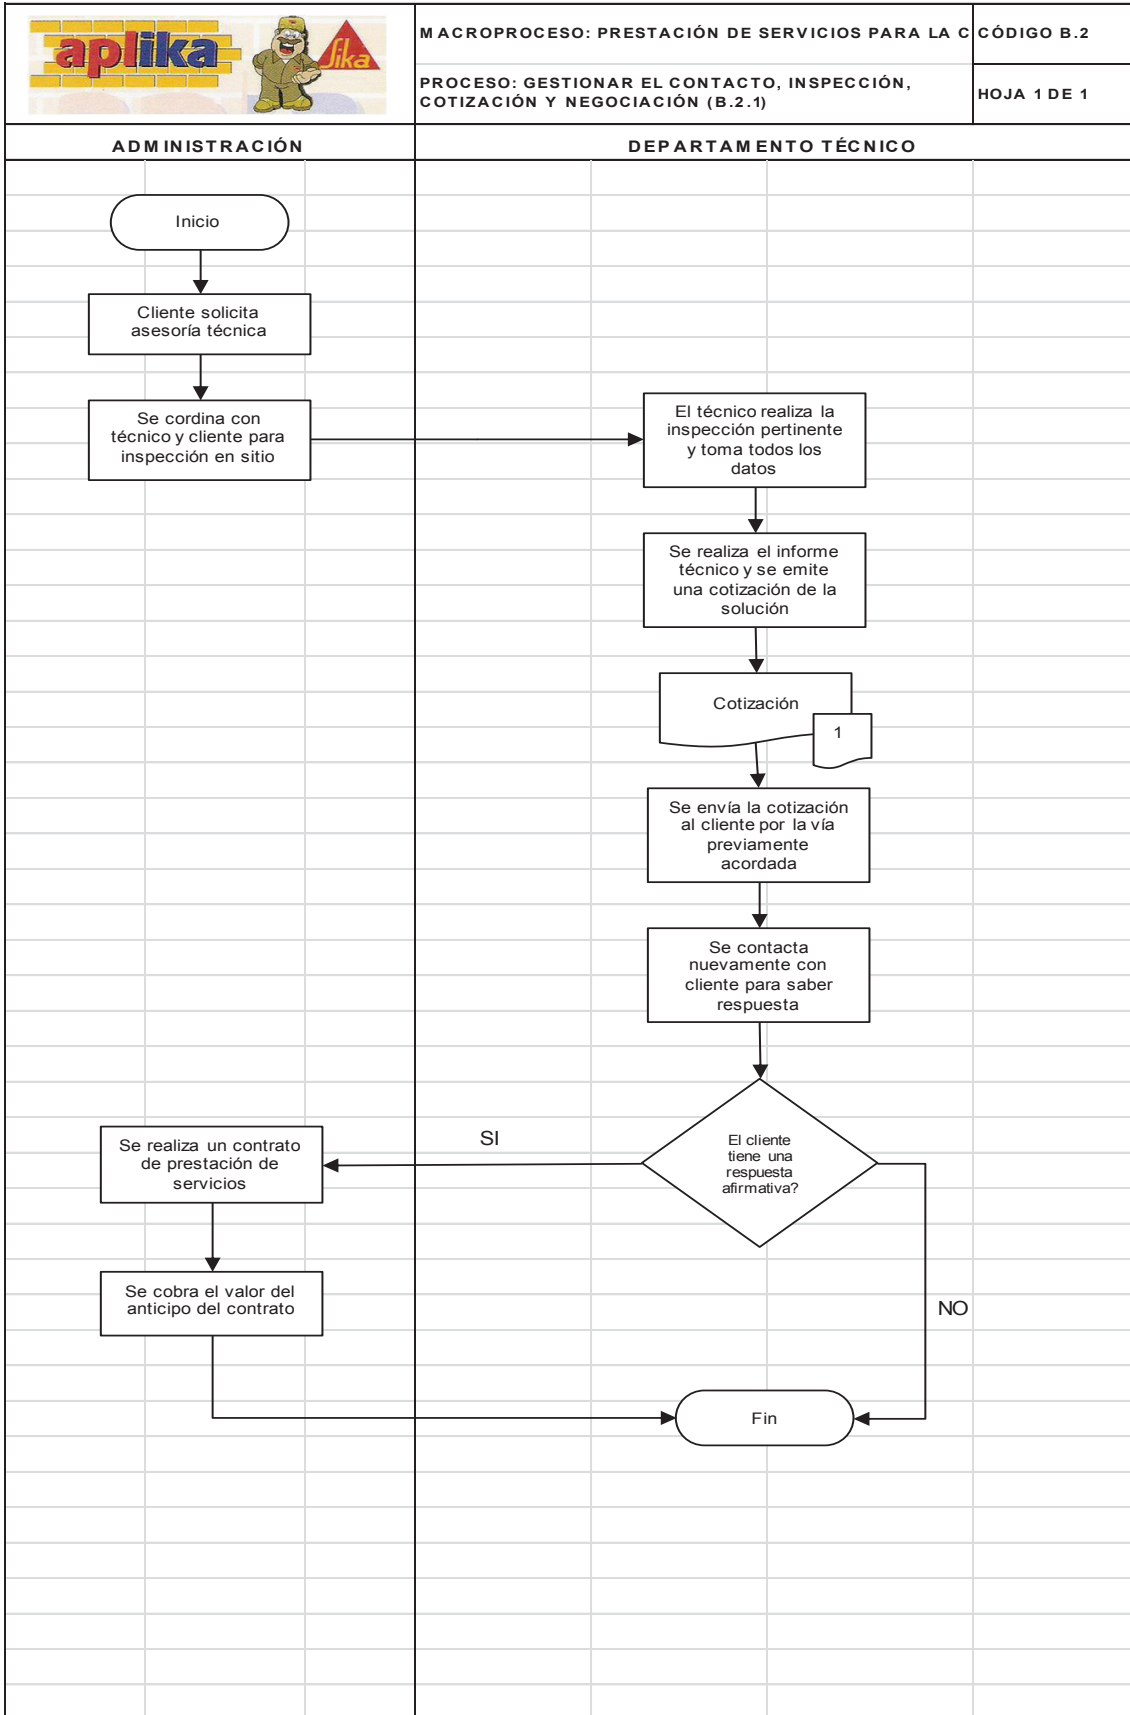 aplika
Sika
MACROPROCESO: PRESTACIÓN DE SERVICIOS PARA LA C
CÓDIGO B.2
PROCESO: GESTIONAR EL CONTACTO, INSPECCIÓN,
COTIZACIÓN Y NEGOCIACIÓN (B.2.1)
HOJA 1 DE 1
ADMINISTRACIÓN
DEPARTAMENTO TÉCNICO
Inicio
Cliente solicita
asesoría técnica
Se cordina con
técnico y cliente para
inspección en sitio
El técnico realiza la
inspección pertinente
y toma todos los
datos
Se realiza el informe
técnico y se emite
una cotización de la
solución
Cotización
1
Se envía la cotización
al cliente por la vía
previamente
acordada
Se contacta
nuevamente con
cliente para saber
respuesta
El cliente
tiene una
respuesta
afirmativa?
SI
Se realiza un contrato
de prestación de
servicios
Se cobra el valor del
anticipo del contrato
NO
Fin